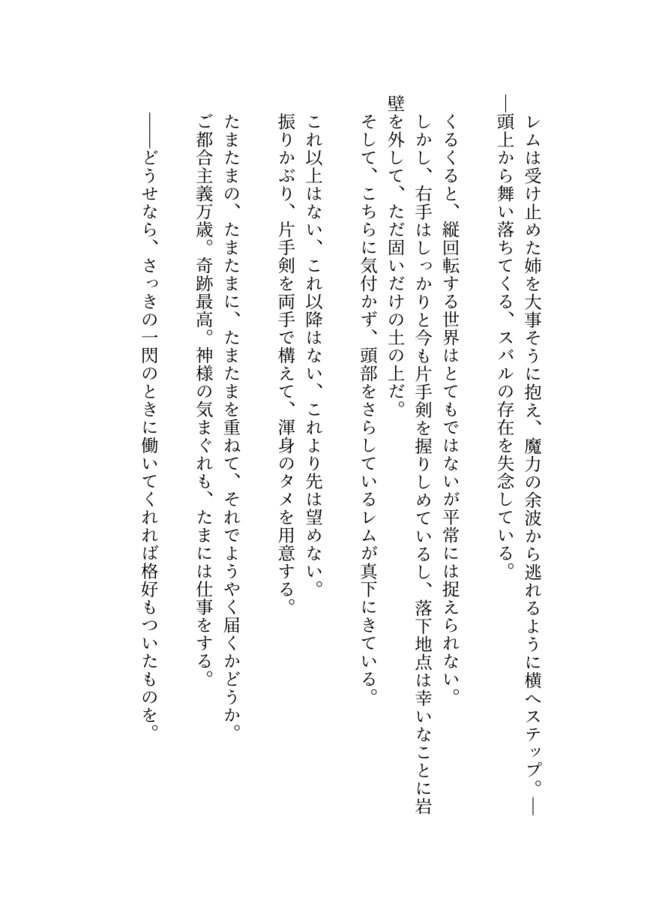 レムは受け止めた姉を大事そうに抱え、魔力の余波から逃れるように横へステップ。―
―頭上から舞い落ちてくる、スバルの存在を失念している。
くるくると、縦回転する世界はとてもではないが平常には捉えられない。
しかし、右手はしっかりと今も片手剣を握りしめているし、落下地点は幸いなことに岩
壁を外して、ただ固いだけの土の上だ。
そして、こちらに気付かず、頭部をさらしているレムが真下にきている。
これ以上はない、これ以降はない、これより先は望めない。
振りかぶり、片手剣を両手で構えて、渾身のタメを用意する。
たまたまの、たまたまに、たまたまを重ねて、それでようやく届くかどうか。
ご都合主義万歳。奇跡最高。神様の気まぐれも、たまには仕事をする。
――どうせなら、さっきの一閃のときに働いてくれれば格好もついたものを。